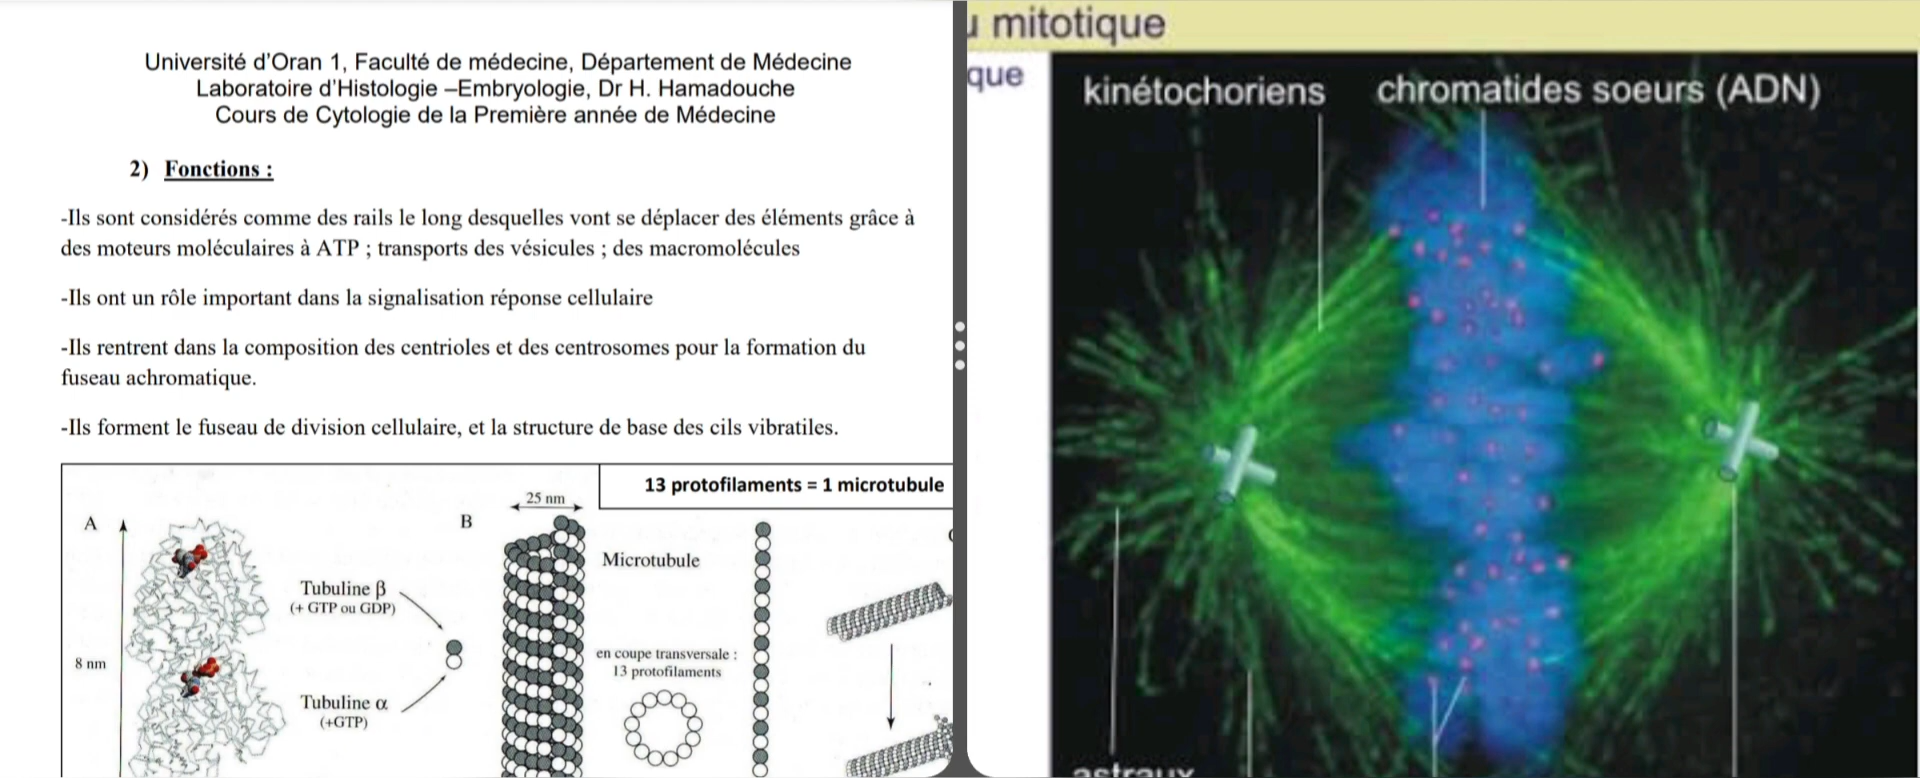 Université d'Oran 1, Faculté de médecine, Département de Médecine
Laboratoire d'Histologie –Embryologie, Dr H. Hamadouche
Cours de Cytologie de la Première année de Médecine
2) Fonctions :
-Ils sont considérés comme des rails le long desquelles vont se déplacer des éléments grâce à
des moteurs moléculaires à ATP ; transports des vésicules ; des macromolécules
-Ils ont un rôle important dans la signalisation réponse cellulaire
-Ils rentrent dans la composition des centrioles et des centrosomes pour la formation du
fuseau achromatique.
-Ils forment le fuseau de division cellulaire, et la structure de base des cils vibratiles.
13 protofilaments = 1 microtubule
A
8 nm
Tubuline β
(+ GTP ou GDP)
Tubuline α
(+GTP)
B
25 nm
Microtubule
en coupe transversale :
13 protofilaments
mitotique
que
kinétochoriens
chromatides soeurs (ADN)
astraux